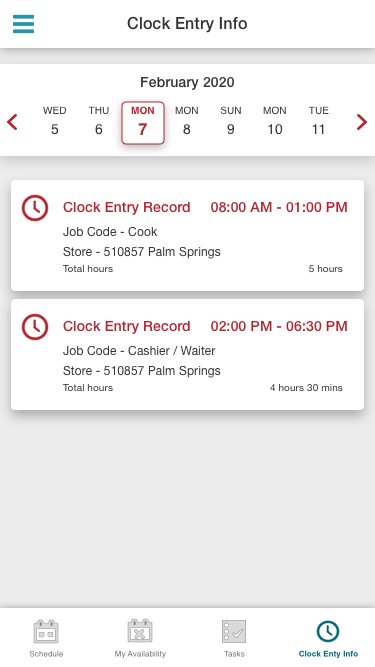 Clock Entry Info
February 2020
WED THU MON MON SUN MON TUE
5 6 7 8 9 10 11
Clock Entry Record 08:00 AM - 01:00 PM
Job Code - Cook
Store - 510857 Palm Springs
Total hours 5 hours
Clock Entry Record 02:00 PM - 06:30 PM
Job Code - Cashier / Waiter
Store - 510857 Palm Springs
Total hours 4 hours 30 mins
Schedule My Availability Tasks Clock Enty Info